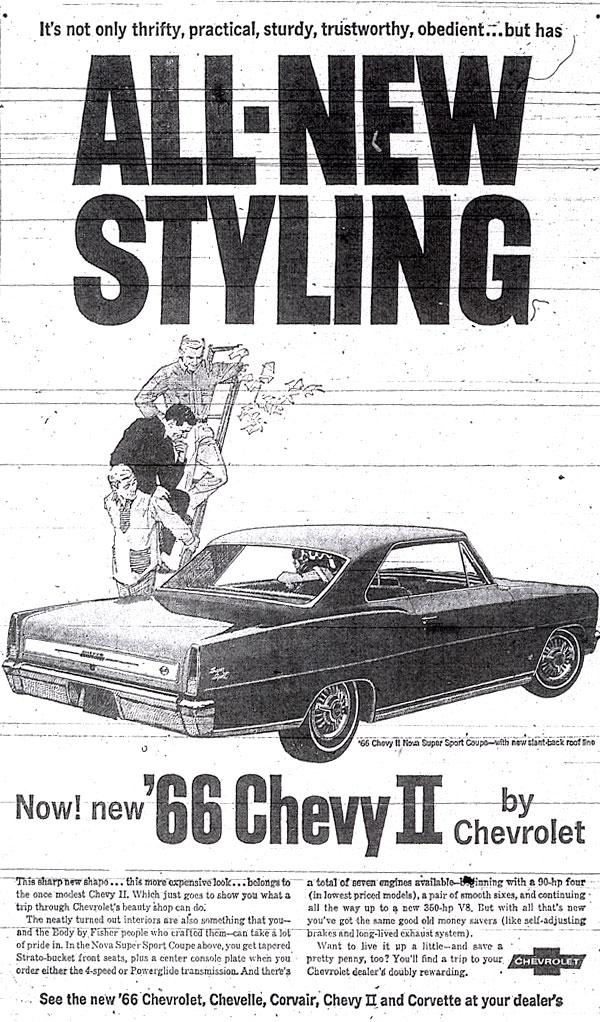 It's not only thrifty, practical, sturdy, trustworthy, obedient...but has
ALL-NEW
STYLING
Super Sport
'66 Chevy II Nova Super Sport Coupe—with new slant-back roof line
Now! new '66 Chevy II by Chevrolet
This sharp new shape... this more expensive look... belongs to
the once modest Chevy II. Which just goes to show you what a
trip through Chevrolet's beauty shop can do.
The neatly turned out interiors are also something that you—
and the Body by Fisher people who crafted them—can take a lot
of pride in. In the Nova Super Sport Coupe above, you get tapered
Strato-bucket front seats, plus a center console plate when you
order either the 4-speed or Powerglide transmission. And there's
a total of seven engines available—beginning with a 90-hp four
(in lowest priced models), a pair of smooth sixes, and continuing
all the way up to a new 350-hp V8. But with all that's new
you've got the same good old money savers (like self-adjusting
brakes and long-lived exhaust system).
Want to live it up a little—and save a
pretty penny, too? You'll find a trip to your
Chevrolet dealer's doubly rewarding.
CHEVROLET
See the new '66 Chevrolet, Chevelle, Corvair, Chevy II and Corvette at your dealer's